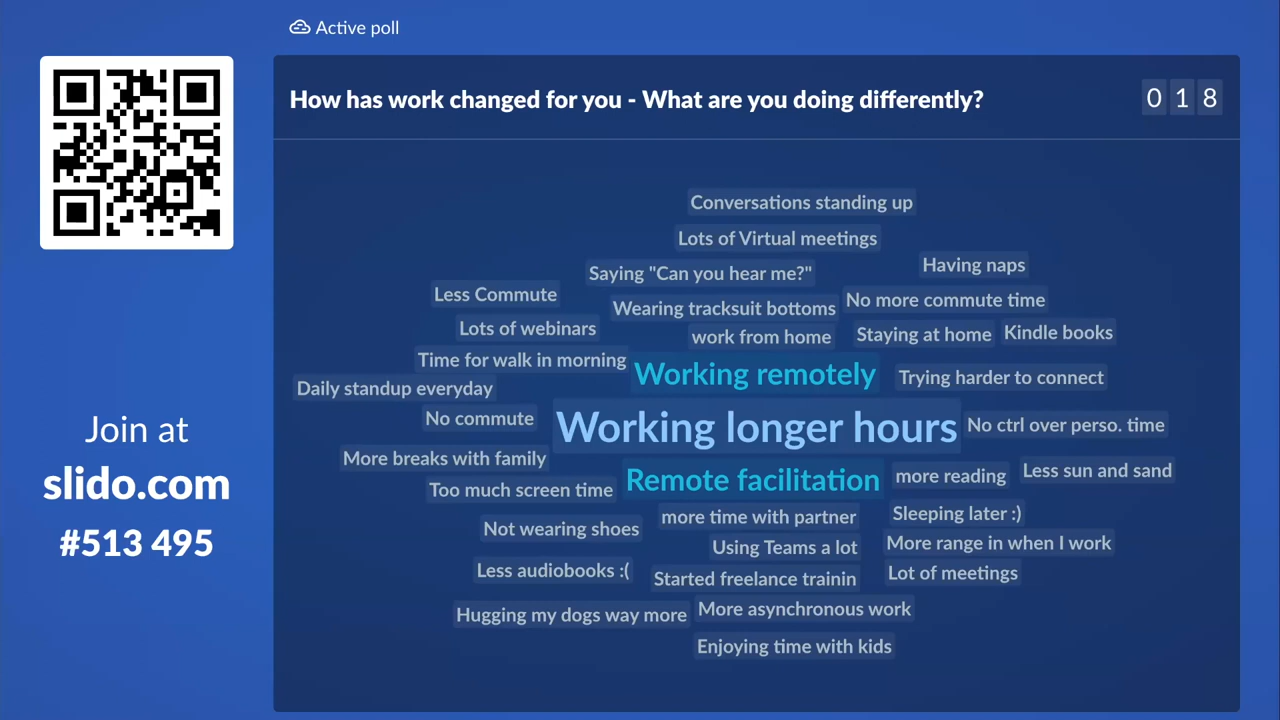 Active poll
How has work changed for you - What are you doing differently?
018
Join at
slido.com
#513 495
Conversations standing up
Lots of Virtual meetings
Saying "Can you hear me?"
Having naps
Less Commute
Wearing tracksuit bottoms
No more commute time
Lots of webinars
work from home
Staying at home
Kindle books
Time for walk in morning
Working remotely
Trying harder to connect
Daily standup everyday
No commute
Working longer hours
No ctrl over perso. time
More breaks with family
Remote facilitation
more reading
Less sun and sand
Too much screen time
Not wearing shoes
more time with partner
Sleeping later :)
Using Teams a lot
More range in when I work
Less audiobooks :(
Started freelance trainin
Lot of meetings
Hugging my dogs way more
More asynchronous work
Enjoying time with kids